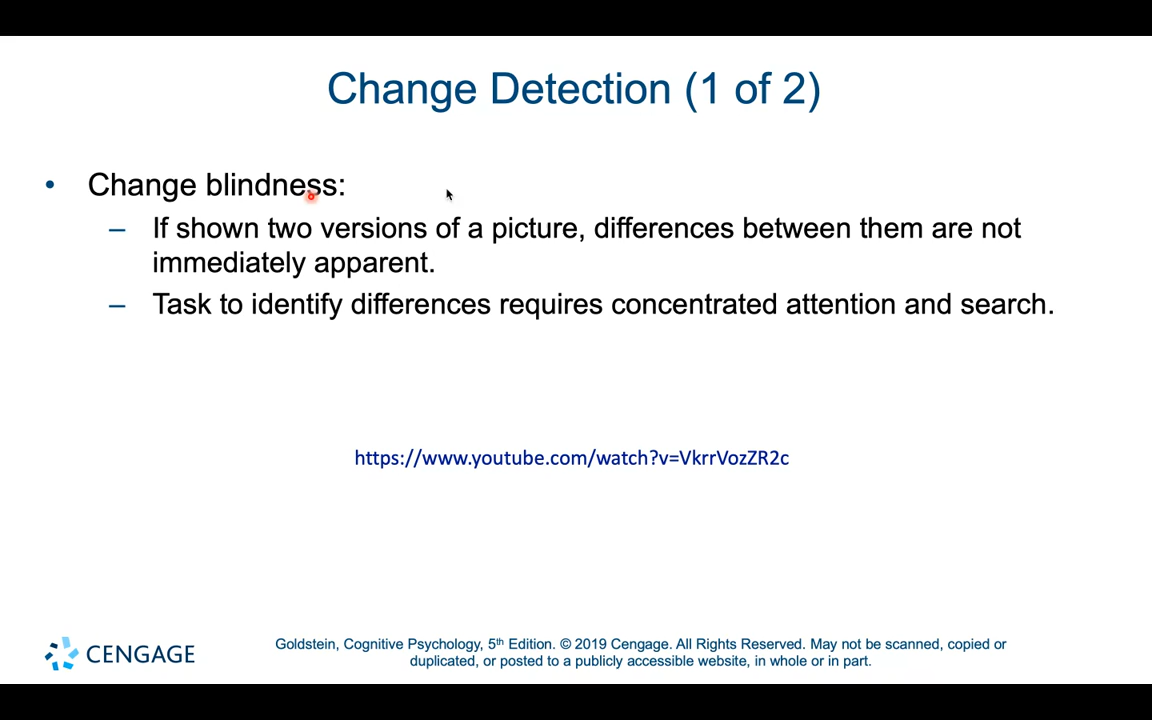 Change Detection (1 of 2)
• Change blindness:
– If shown two versions of a picture, differences between them are not
immediately apparent.
– Task to identify differences requires concentrated attention and search.
https://www.youtube.com/watch?v=VkrrVozZR2c
CENGAGE
Goldstein, Cognitive Psychology, 5th Edition. © 2019 Cengage. All Rights Reserved. May not be scanned, copied or
duplicated, or posted to a publicly accessible website, in whole or in part.